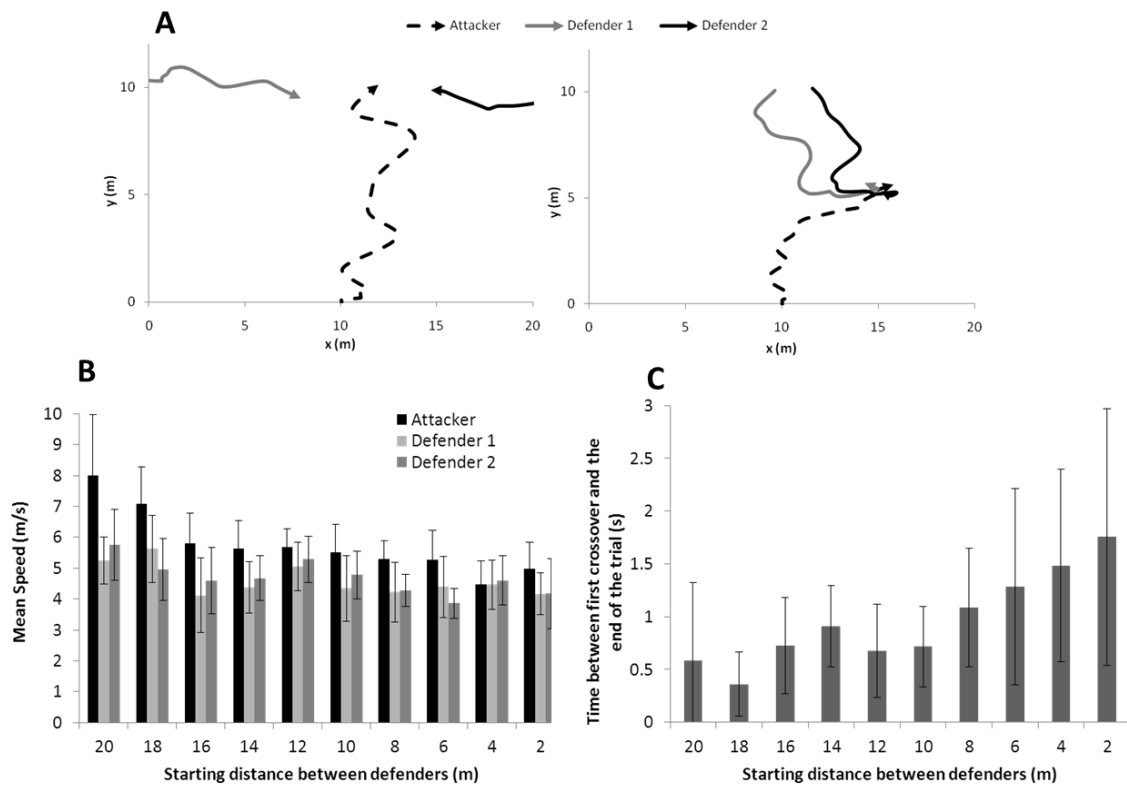 A
Attacker Defender 1 Defender 2
10
5
0
y (m)
0 5 10 15 20
x (m)
10
5
0
y (m)
0 5 10 15 20
x (m)
B
10
9
8
7
6
5
4
3
2
1
0
Mean Speed (m/s)
Attacker
Defender 1
Defender 2
20 18 16 14 12 10 8 6 4 2
Starting distance between defenders (m)
C
3
2.5
2
1.5
1
0.5
0
Time between first crossover and the
end of the trial (s)
20 18 16 14 12 10 8 6 4 2
Starting distance between defenders (m)